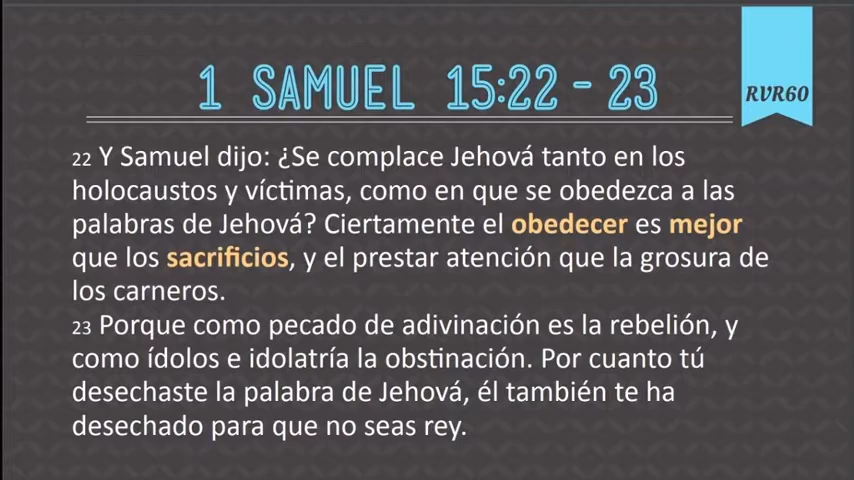 1 SAMUEL 15:22 - 23
RVR60
22 Y Samuel dijo: ¿Se complace Jehová tanto en los
holocaustos y víctimas, como en que se obedezca a las
palabras de Jehová? Ciertamente el obedecer es mejor
que los sacrificios, y el prestar atención que la grosura de
los carneros.
23 Porque como pecado de adivinación es la rebelión, y
como ídolos e idolatría la obstinación. Por cuanto tú
desechaste la palabra de Jehová, él también te ha
desechado para que no seas rey.